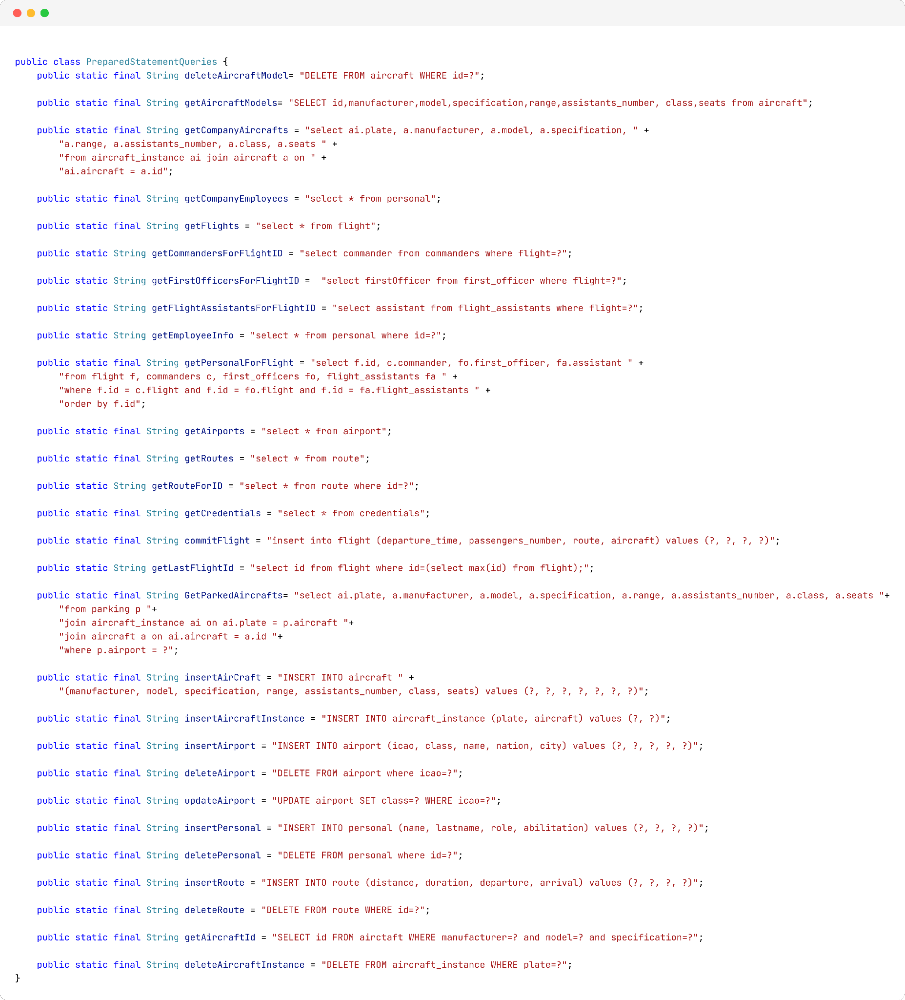 public class PreparedStatementQueries {
    public static final String deleteAircraftModel= "DELETE FROM aircraft WHERE id=?";
    public static final String getAircraftModels= "SELECT id,manufacturer,model,specification,range,assistants_number, class,seats from aircraft";
    public static final String getCompanyAircrafts = "select ai.plate, a.manufacturer, a.model, a.specification, " +
        "a.range, a.assistants_number, a.class, a.seats " +
        "from aircraft_instance ai join aircraft a on " +
        "ai.aircraft = a.id";
    public static final String getCompanyEmployees = "select * from personal";
    public static final String getFlights = "select * from flight";
    public static String getCommandersForFlightID = "select commander from commanders where flight=?";
    public static String getFirstOfficersForFlightID =  "select firstOfficer from first_officer where flight=?";
    public static String getFlightAssistantsForFlightID = "select assistant from flight_assistants where flight=?";
    public static String getEmployeeInfo = "select * from personal where id=?";
    public static final String getPersonalForFlight = "select f.id, c.commander, fo.first_officer, fa.assistant " +
        "from flight f, commanders c, first_officers fo, flight_assistants fa " +
        "where f.id = c.flight and f.id = fo.flight and f.id = fa.flight_assistants " +
        "order by f.id";
    public static final String getAirports = "select * from airport";
    public static final String getRoutes = "select * from route";
    public static String getRouteForID = "select * from route where id=?";
    public static final String getCredentials = "select * from credentials";
    public static final String commitFlight = "insert into flight (departure_time, passengers_number, route, aircraft) values (?, ?, ?, ?)";
    public static String getLastFlightId = "select id from flight where id=(select max(id) from flight);";
    public static final String GetParkedAircrafts= "select ai.plate, a.manufacturer, a.model, a.specification, a.range, a.assistants_number, a.class, a.seats "+
        "from parking p "+
        "join aircraft_instance ai on ai.plate = p.aircraft "+
        "join aircraft a on ai.aircraft = a.id "+
        "where p.airport = ?";
    public static final String insertAirCraft = "INSERT INTO aircraft " +
        "(manufacturer, model, specification, range, assistants_number, class, seats) values (?, ?, ?, ?, ?, ?, ?)";
    public static final String insertAircraftInstance = "INSERT INTO aircraft_instance (plate, aircraft) values (?, ?)";
    public static final String insertAirport = "INSERT INTO airport (icao, class, name, nation, city) values (?, ?, ?, ?, ?)";
    public static final String deleteAirport = "DELETE FROM airport where icao=?";
    public static final String updateAirport = "UPDATE airport SET class=? WHERE icao=?";
    public static final String insertPersonal = "INSERT INTO personal (name, lastname, role, abilitation) values (?, ?, ?, ?)";
    public static final String deletePersonal = "DELETE FROM personal where id=?";
    public static final String insertRoute = "INSERT INTO route (distance, duration, departure, arrival) values (?, ?, ?, ?)";
    public static final String deleteRoute = "DELETE FROM route WHERE id=?";
    public static final String getAircraftId = "SELECT id FROM airctaft WHERE manufacturer=? and model=? and specification=?";
    public static final String deleteAircraftInstance = "DELETE FROM aircraft_instance WHERE plate=?";
}